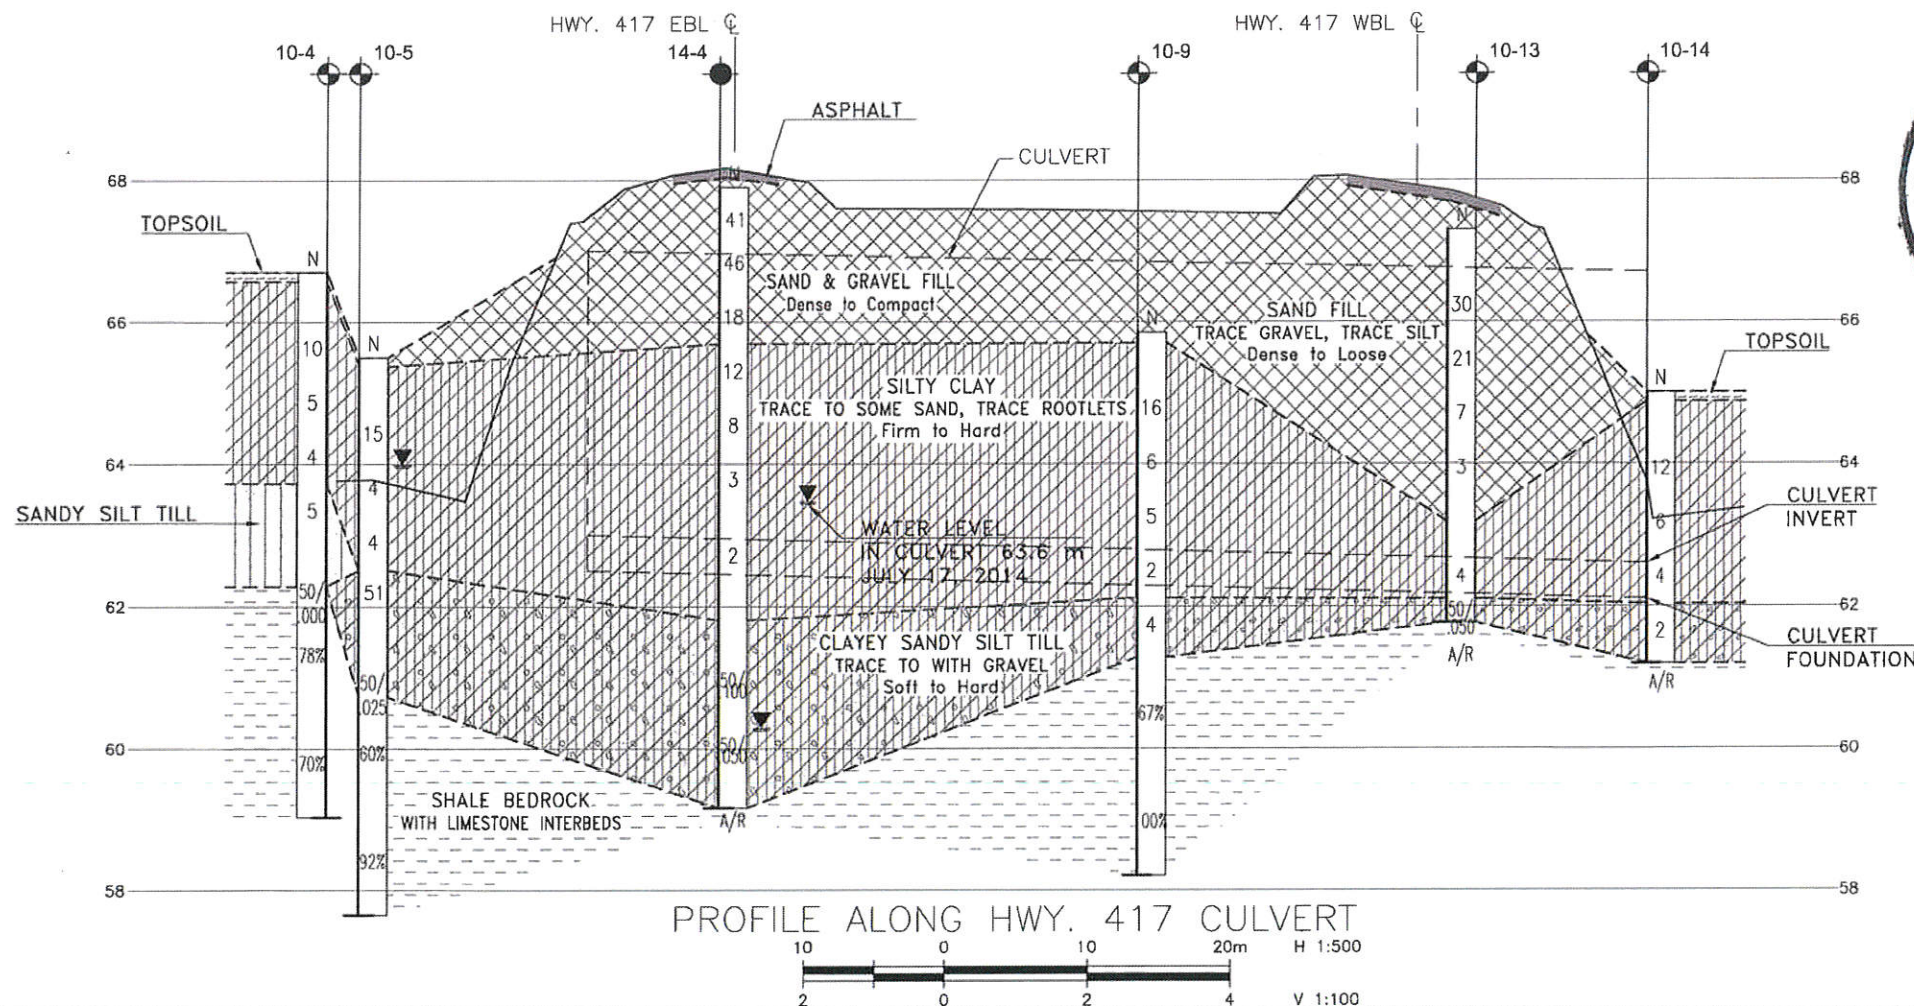 HWY. 417 EBL ℄
HWY. 417 WBL ℄
10-4
10-5
14-4
10-9
10-13
10-14
ASPHALT
CULVERT
68
68
TOPSOIL
N
N
N
N
N
N
66
66
64
64
62
62
60
60
58
58
SAND & GRAVEL FILL
Dense to Compact
SAND FILL
TRACE GRAVEL, TRACE SILT
Dense to Loose
TOPSOIL
SILTY CLAY
TRACE TO SOME SAND, TRACE ROOTLETS
Firm to Hard
SANDY SILT TILL
WATER LEVEL
IN CULVERT 63.6 m
JULY 17, 2014
CULVERT
INVERT
CULVERT
FOUNDATION
CLAYEY SANDY SILT TILL
TRACE TO WITH GRAVEL
Soft to Hard
SHALE BEDROCK
WITH LIMESTONE INTERBEDS
10
5
4
5
50/
.000
78%
70%
15
4
4
51
50/
.025
60%
92%
41
46
18
12
8
3
2
50/
.100
50/
.050
A/R
16
6
5
2
4
67%
00%
30
21
7
3
4
50/
.050
A/R
12
6
4
2
A/R
PROFILE ALONG HWY. 417 CULVERT
10 0 10 20m H 1:500
2 0 2 4 V 1:100